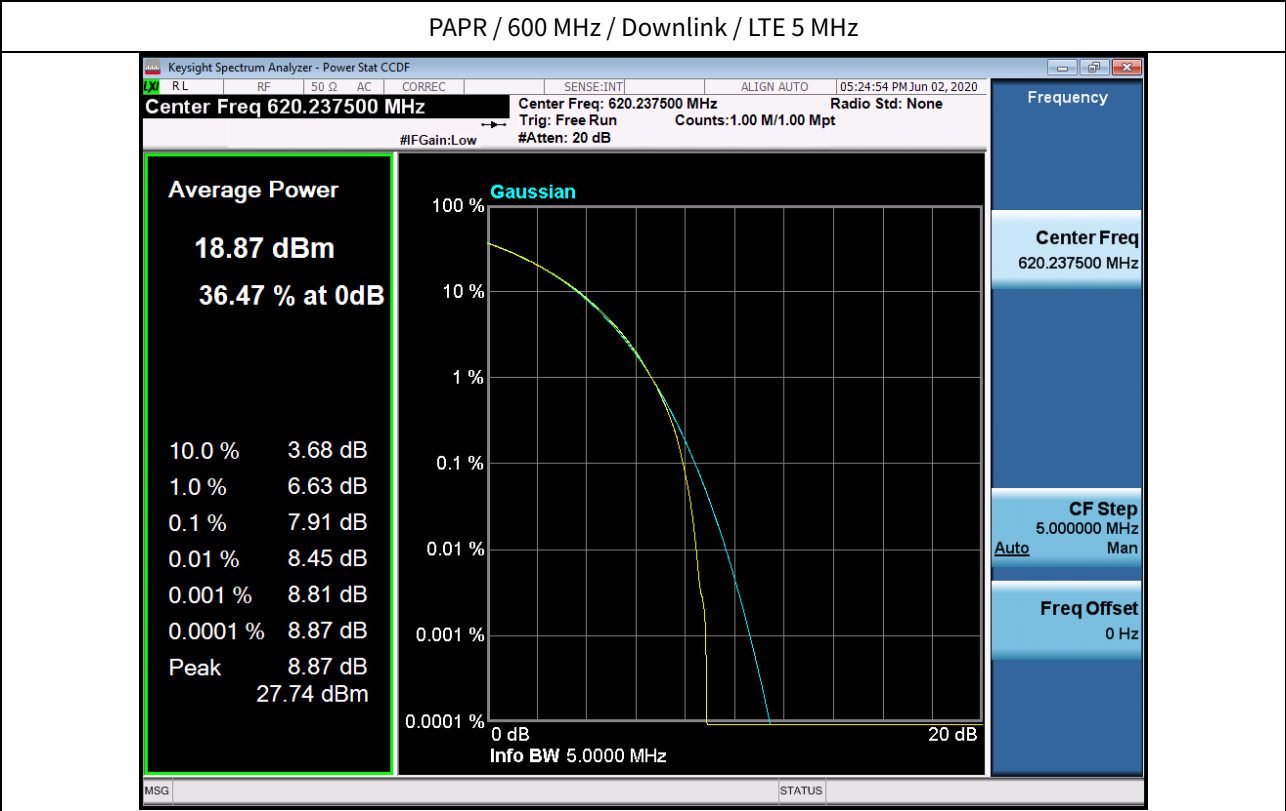 PAPR / 600 MHz / Downlink / LTE 5 MHz
Keysight Spectrum Analyzer - Power Stat CCDF
LXI RL RF 50 Ω AC CORREC SENSE:INT ALIGN AUTO 05:24:54 PM Jun 02, 2020
Center Freq 620.237500 MHz
Center Freq: 620.237500 MHz Radio Std: None
Trig: Free Run Counts:1.00 M/1.00 Mpt
#IFGain:Low #Atten: 20 dB
Average Power
18.87 dBm
36.47 % at 0dB
10.0 % 3.68 dB
1.0 % 6.63 dB
0.1 % 7.91 dB
0.01 % 8.45 dB
0.001 % 8.81 dB
0.0001 % 8.87 dB
Peak 8.87 dB
27.74 dBm
Gaussian
100 %
10 %
1 %
0.1 %
0.01 %
0.001 %
0.0001 %
0 dB 20 dB
Info BW 5.0000 MHz
Frequency
Center Freq
620.237500 MHz
CF Step
5.000000 MHz
Auto Man
Freq Offset
0 Hz
MSG STATUS